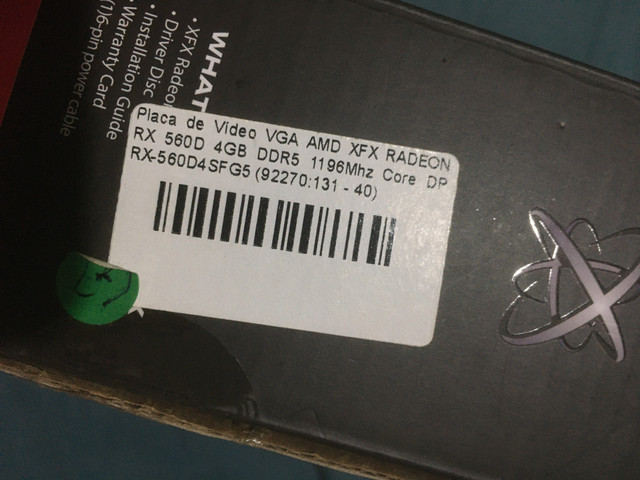 WHAT
• XFX Radeo
• Driver Disc
• Installation Guide
• Warranty Card
(1)6-pin power cable
Placa de Vídeo VGA AMD XFX RADEON
RX 560D 4GB DDR5 1196Mhz Core DP
RX-560D4SFG5 (92270:131 - 40)